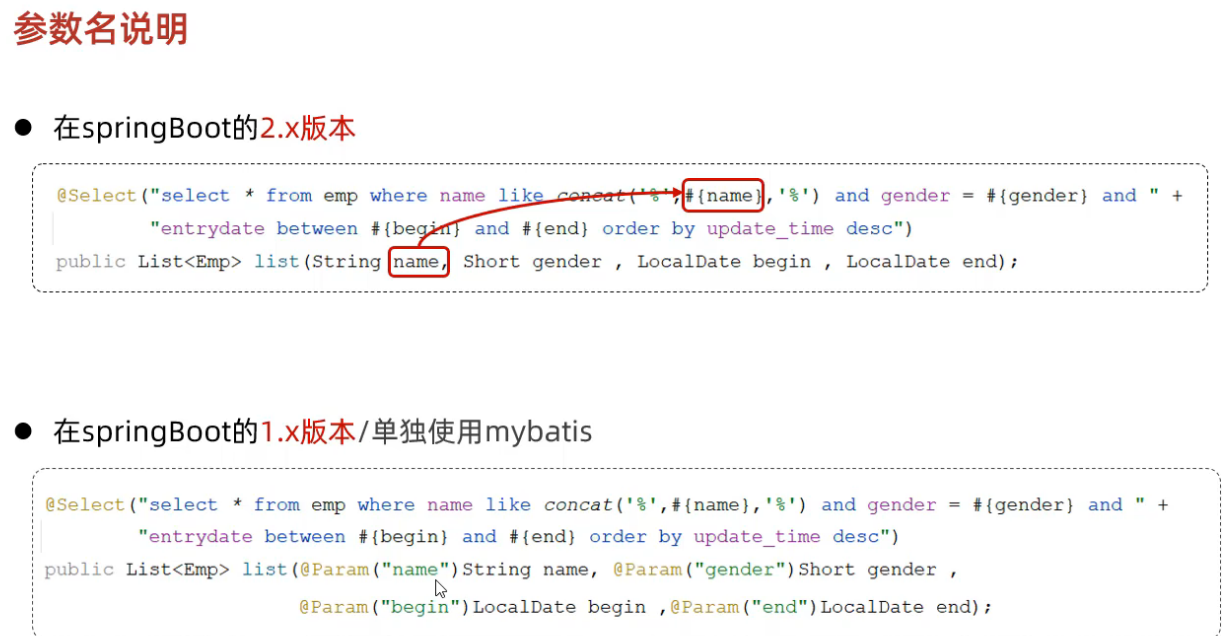 参数名说明
● 在springBoot的2.x版本
@Select("select * from emp where name like concat('%',#{name},'%') and gender = #{gender} and " +
"entrydate between #{begin} and #{end} order by update_time desc")
public List<Emp> list(String name, Short gender , LocalDate begin , LocalDate end);
● 在springBoot的1.x版本/单独使用mybatis
@Select("select * from emp where name like concat('%',#{name},'%') and gender = #{gender} and " +
"entrydate between #{begin} and #{end} order by update_time desc")
public List<Emp> list(@Param("name")String name, @Param("gender")Short gender ,
@Param("begin")LocalDate begin ,@Param("end")LocalDate end);